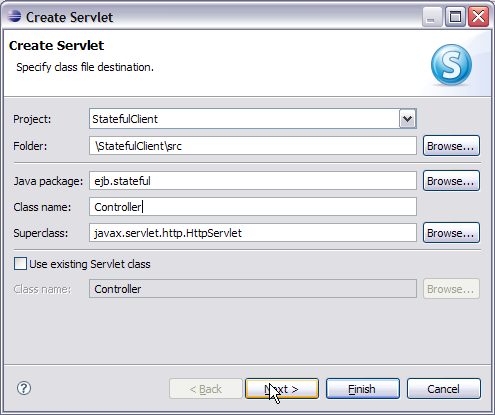 Create Servlet
Create Servlet
Specify class file destination.
S
Project: StatefulClient
Folder: \StatefulClient\src Browse...
Java package: ejb.stateful Browse...
Class name: Controller
Superclass: javax.servlet.http.HttpServlet Browse...
Use existing Servlet class
Class name: Controller Browse...
? < Back Next > Finish Cancel